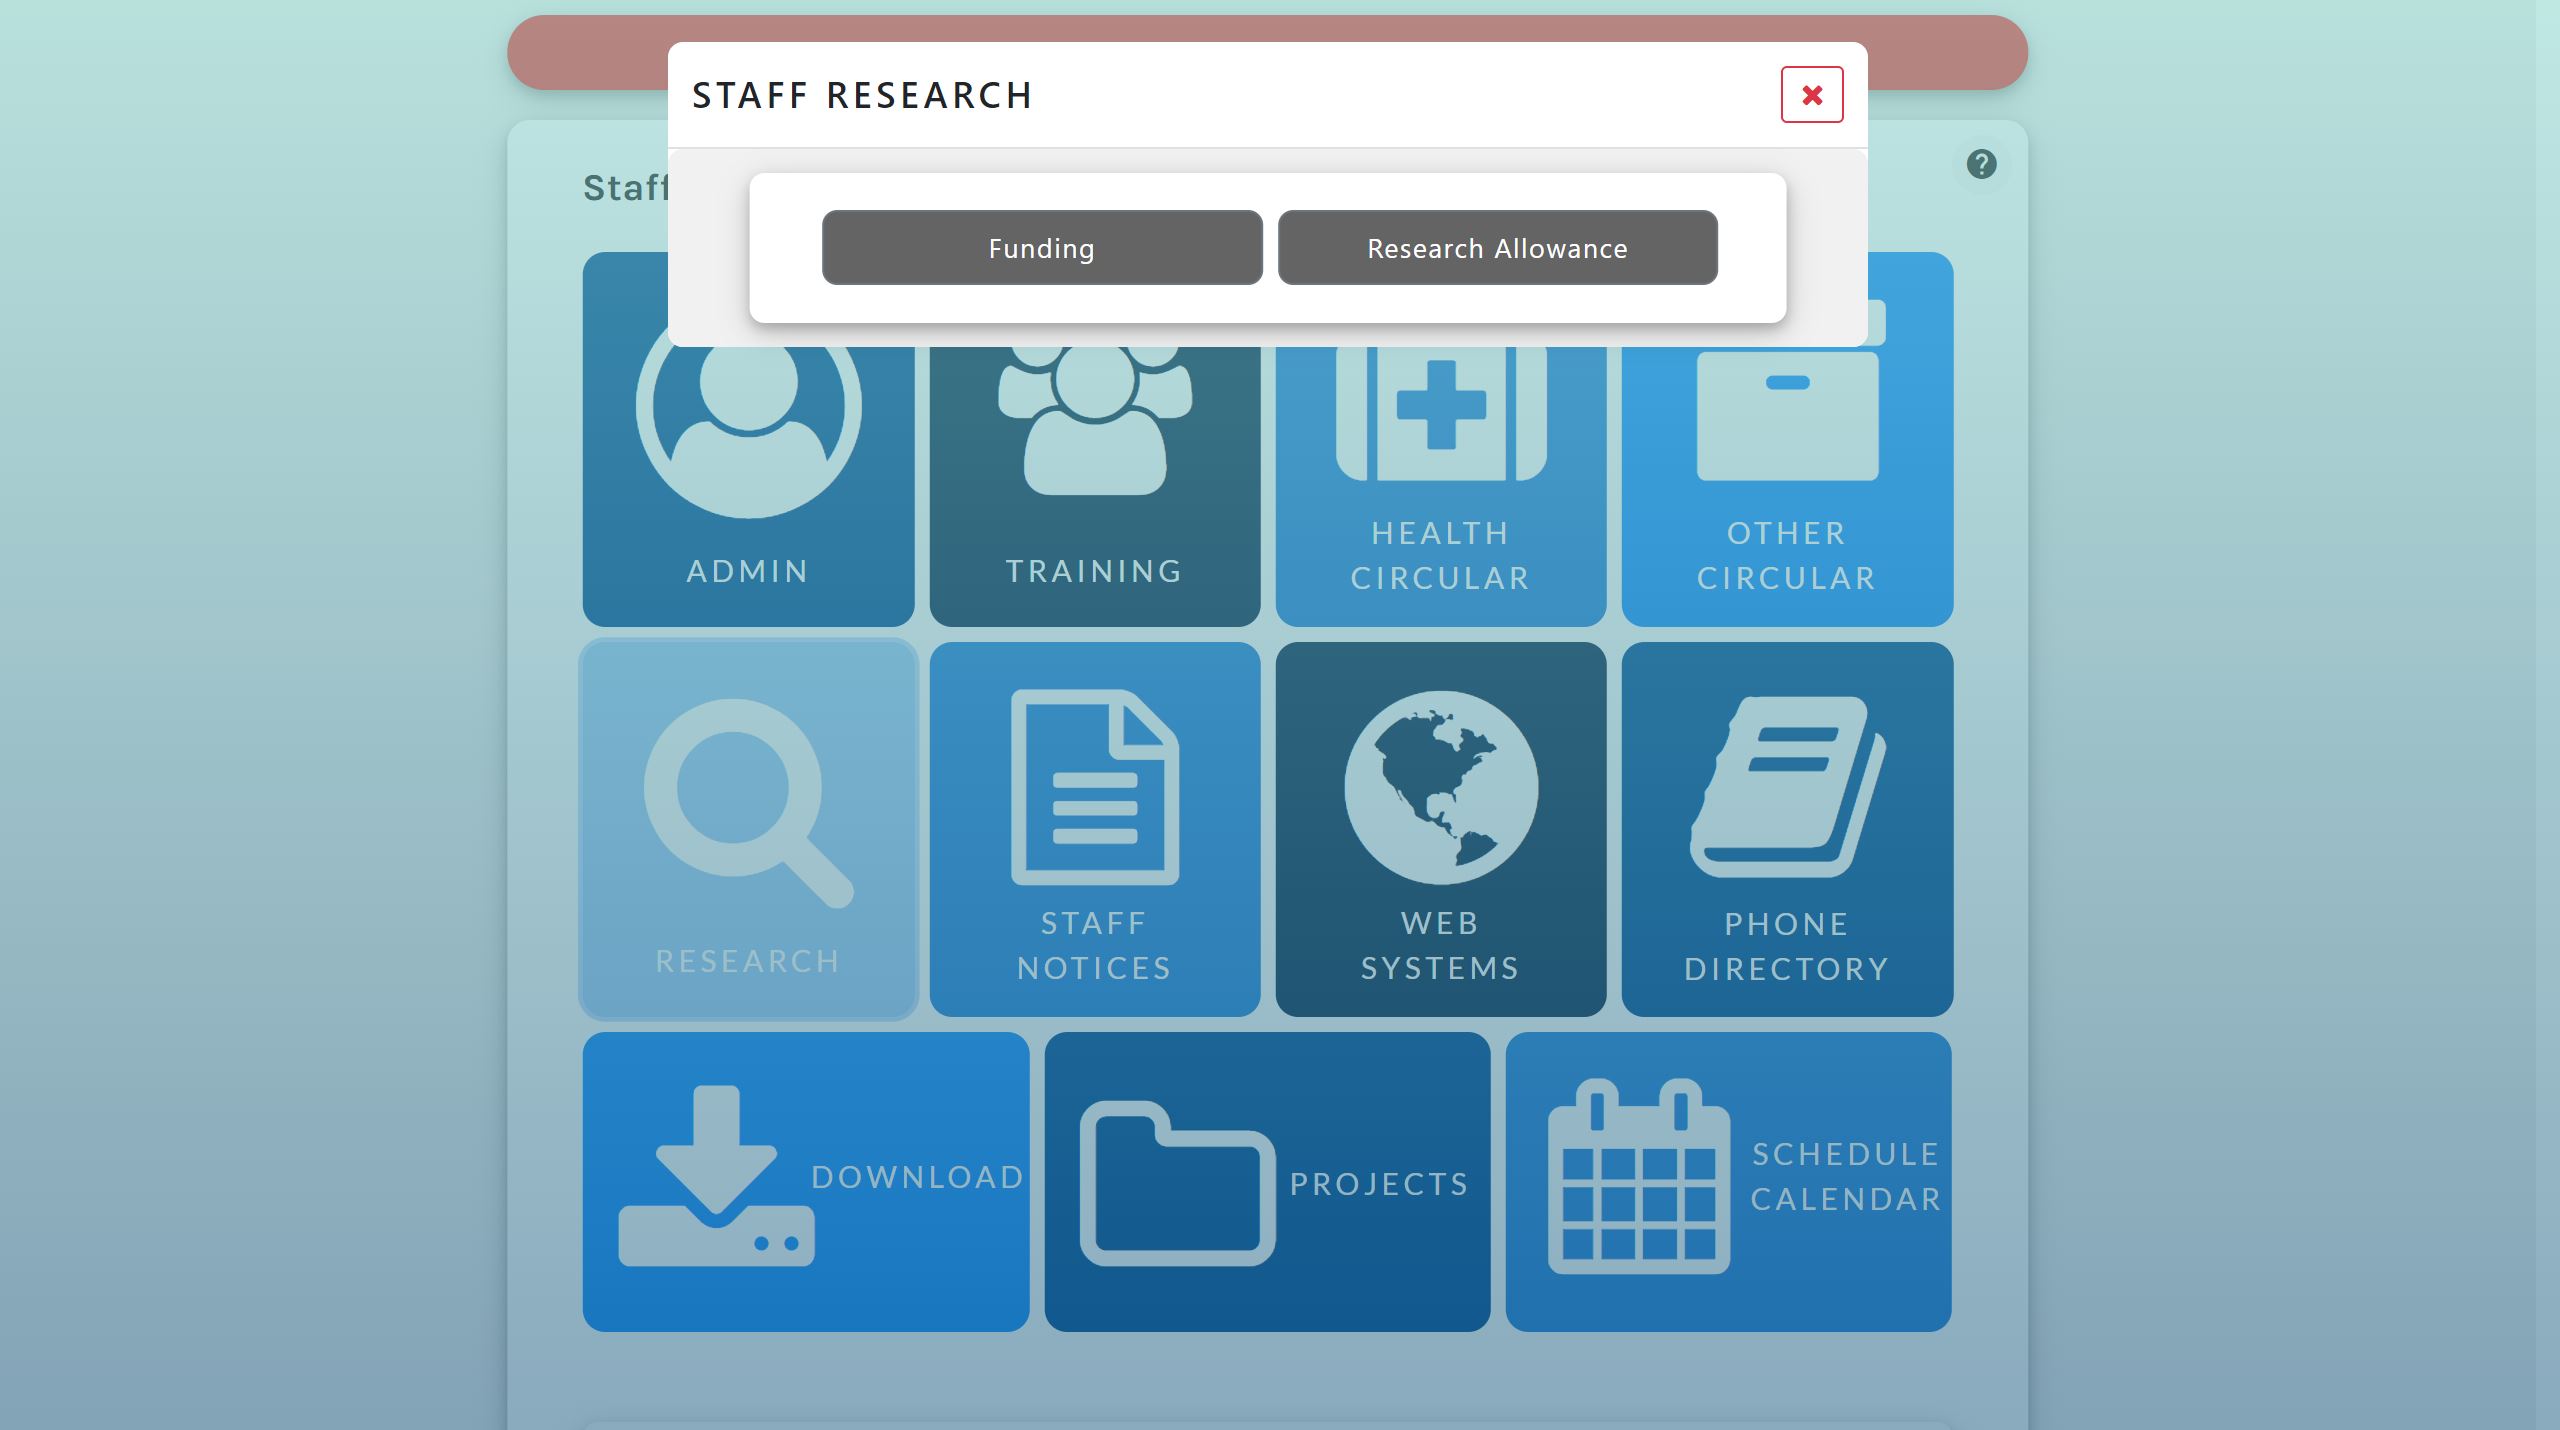 STAFF RESEARCH
Staff
Funding
Research Allowance
ADMIN
TRAINING
HEALTH
CIRCULAR
OTHER
CIRCULAR
RESEARCH
STAFF
NOTICES
WEB
SYSTEMS
PHONE
DIRECTORY
DOWNLOAD
PROJECTS
SCHEDULE
CALENDAR